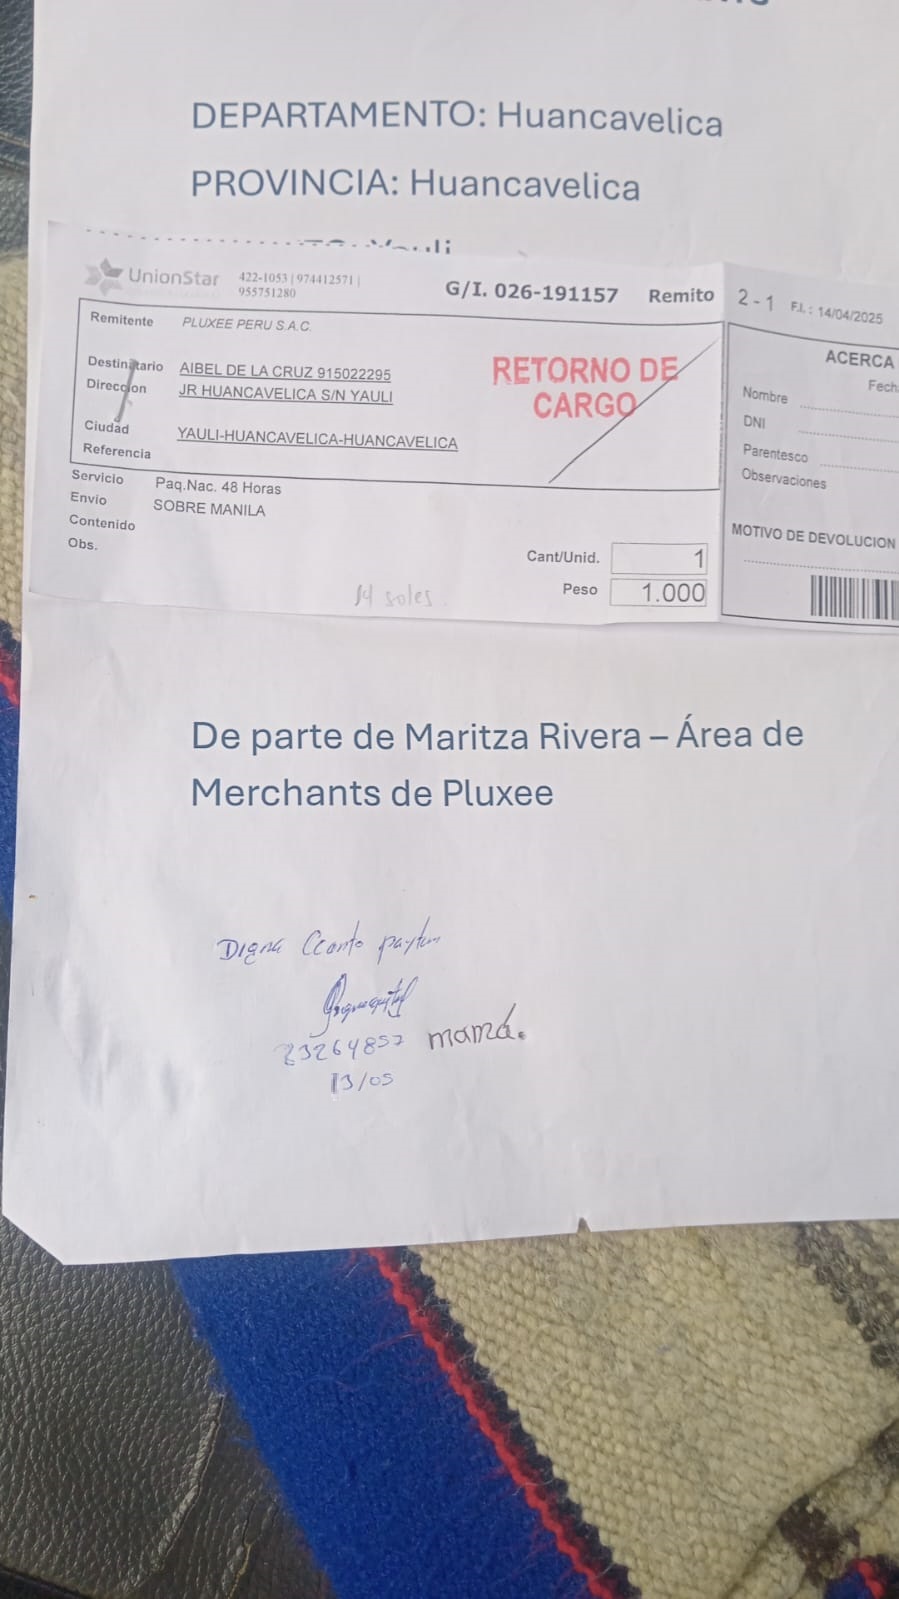 DEPARTAMENTO: Huancavelica
PROVINCIA: Huancavelica
Yauli
UnionStar 422-1053 | 974412571 |
955751280
G/I. 026-191157 Remito 2 - 1 F.I.: 14/04/2025
Remitente PLUXEE PERU S.A.C.
Destinatario AIBEL DE LA CRUZ 915022295
Direccion JR HUANCAVELICA S/N YAULI
Ciudad YAULI-HUANCAVELICA-HUANCAVELICA
Referencia
RETORNO DE
CARGO
Servicio Paq.Nac. 48 Horas
Envio SOBRE MANILA
Contenido
Obs.
Cant/Unid. 1
Peso 1.000
14 soles
ACERCA
Fech
Nombre
DNI
Parentesco
Observaciones
MOTIVO DE DEVOLUCION
De parte de Maritza Rivera – Área de
Merchants de Pluxee
Digna Ccanto
23264857 mamá.
13/05